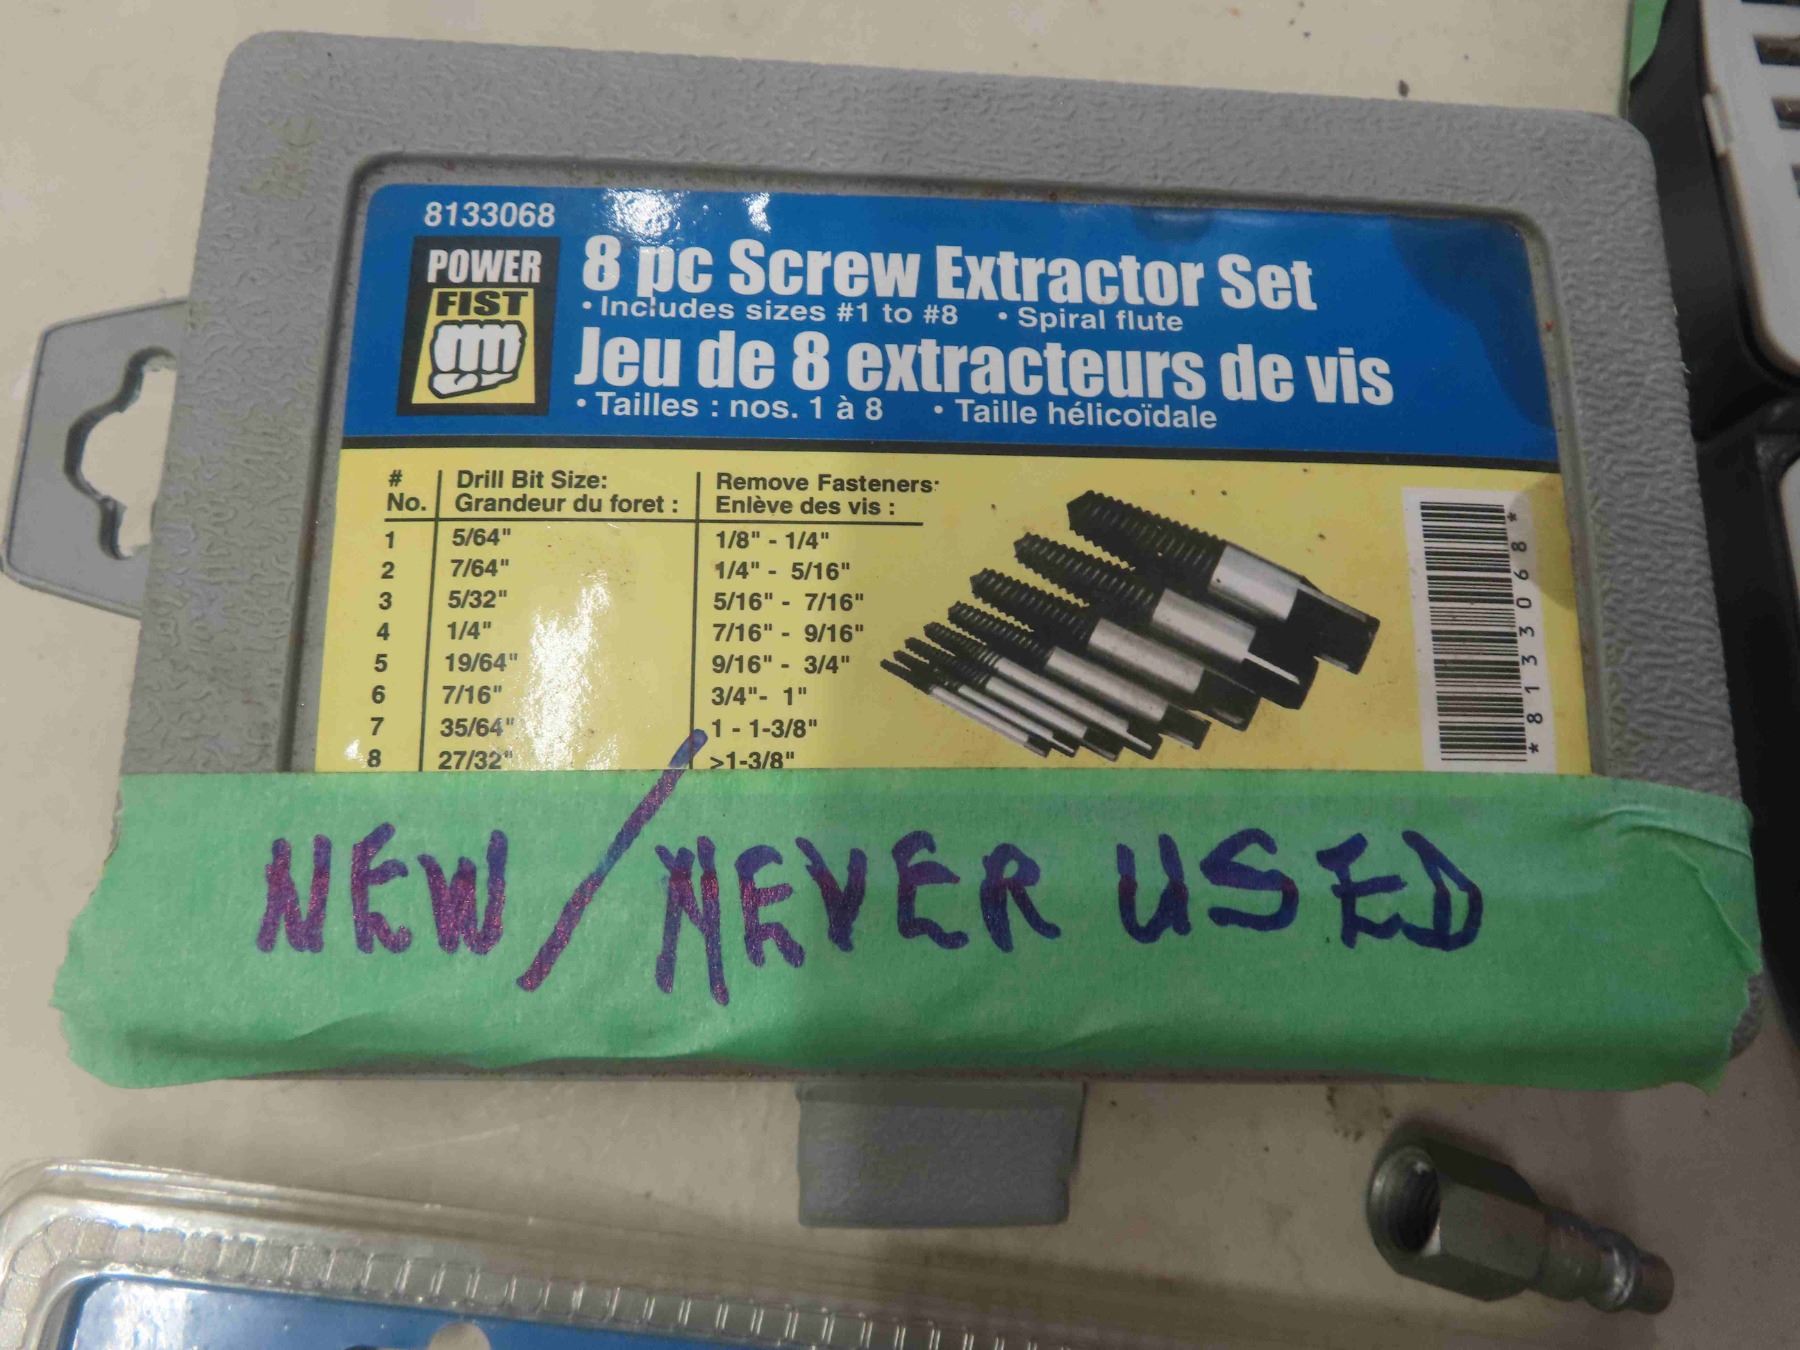 8133068
POWER
FIST
8 pc Screw Extractor Set
• Includes sizes #1 to #8 • Spiral flute
Jeu de 8 extracteurs de vis
• Tailles : nos. 1 à 8 • Taille hélicoïdale
# Drill Bit Size: Remove Fasteners:
No. Grandeur du foret : Enlève des vis :
1 5/64" 1/8" - 1/4"
2 7/64" 1/4" - 5/16"
3 5/32" 5/16" - 7/16"
4 1/4" 7/16" - 9/16"
5 19/64" 9/16" - 3/4"
6 7/16" 3/4"- 1"
7 35/64" 1 - 1-3/8"
8 27/32" >1-3/8"
*8133068*
NEW/NEVER USED